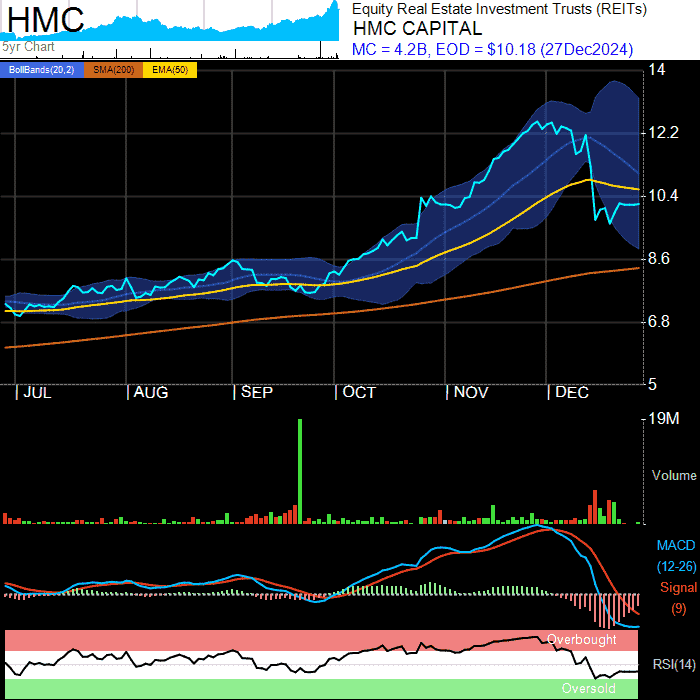 HMC
5yr Chart
Equity Real Estate Investment Trusts (REITs)
HMC CAPITAL
MC = 4.2B, EOD = $10.18 (27Dec2024)
BollBands(20,2) SMA(200) EMA(50)
14
12.2
10.4
8.6
6.8
5
JUL AUG SEP OCT NOV DEC
19M
Volume
MACD
(12-26)
Signal
(9)
Overbought
RSI(14)
Oversold